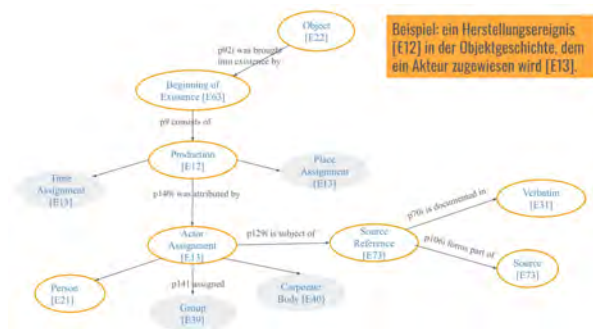 Object
[E22]
Beispiel: ein Herstellungsereignis
[E12] in der Objektgeschichte, dem
ein Akteur zugewiesen wird [E13].
p92i was brought
into existence by
Beginning of
Existence [E63]
p9 consists of
Production
[E12]
Time
Assignment
[E13]
Place
Assignment
[E13]
p140i was attributed by
Actor
Assignment
[E13]
p129i is subject of
Source
Reference
[E73]
p70i is documented in
Verbatim
[E31]
p106i forms part of
Source
[E73]
Person
[E21]
p141 assigned
Group
[E39]
Body [E40]